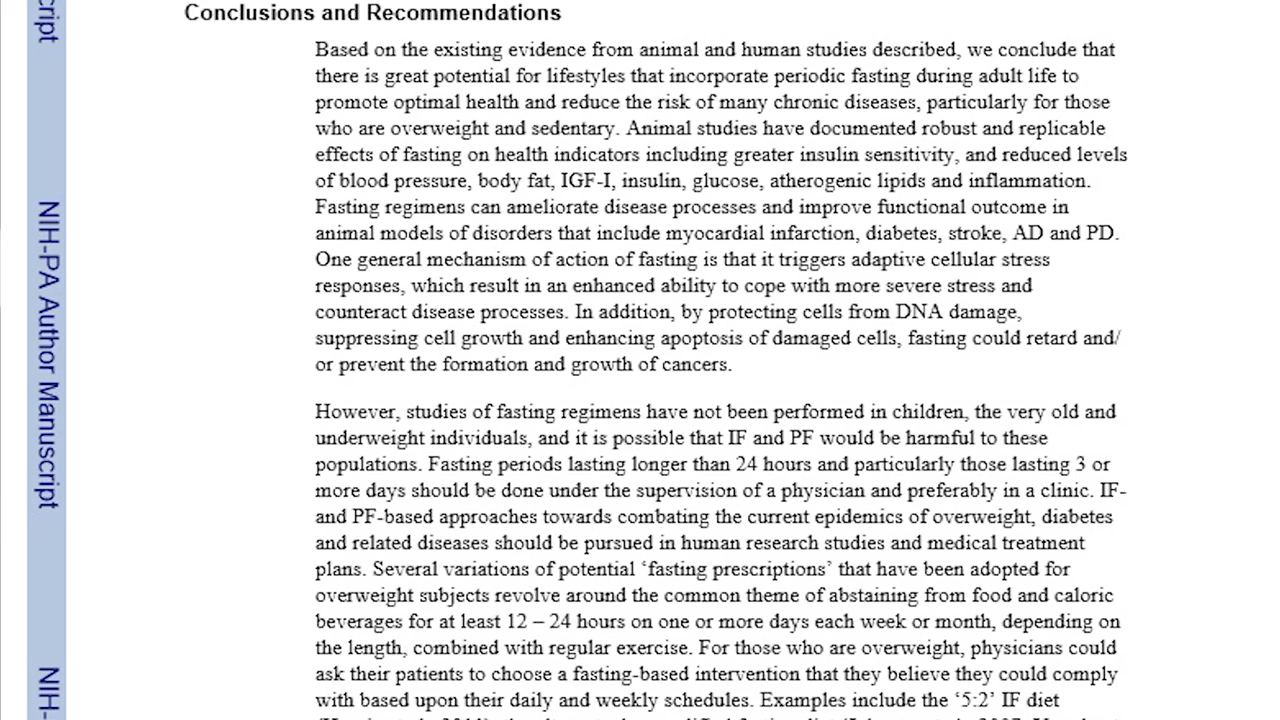 cript
Conclusions and Recommendations
Based on the existing evidence from animal and human studies described, we conclude that
there is great potential for lifestyles that incorporate periodic fasting during adult life to
promote optimal health and reduce the risk of many chronic diseases, particularly for those
who are overweight and sedentary. Animal studies have documented robust and replicable
effects of fasting on health indicators including greater insulin sensitivity, and reduced levels
of blood pressure, body fat, IGF-I, insulin, glucose, atherogenic lipids and inflammation.
Fasting regimens can ameliorate disease processes and improve functional outcome in
animal models of disorders that include myocardial infarction, diabetes, stroke, AD and PD.
One general mechanism of action of fasting is that it triggers adaptive cellular stress
responses, which result in an enhanced ability to cope with more severe stress and
counteract disease processes. In addition, by protecting cells from DNA damage,
suppressing cell growth and enhancing apoptosis of damaged cells, fasting could retard and/
or prevent the formation and growth of cancers.
NIH-PA Author Manuscript
However, studies of fasting regimens have not been performed in children, the very old and
underweight individuals, and it is possible that IF and PF would be harmful to these
populations. Fasting periods lasting longer than 24 hours and particularly those lasting 3 or
more days should be done under the supervision of a physician and preferably in a clinic. IF-
and PF-based approaches towards combating the current epidemics of overweight, diabetes
and related diseases should be pursued in human research studies and medical treatment
plans. Several variations of potential ‘fasting prescriptions’ that have been adopted for
overweight subjects revolve around the common theme of abstaining from food and caloric
beverages for at least 12 – 24 hours on one or more days each week or month, depending on
the length, combined with regular exercise. For those who are overweight, physicians could
ask their patients to choose a fasting-based intervention that they believe they could comply
with based upon their daily and weekly schedules. Examples include the ‘5:2’ IF diet
NIH-